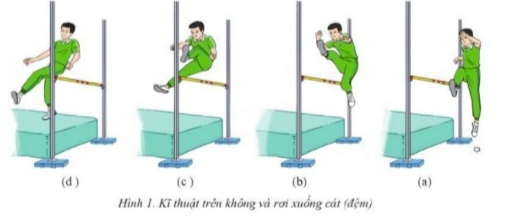 (d) (c) (b) (a)
Hình 1. Kĩ thuật trên không và rơi xuống cát (đệm)